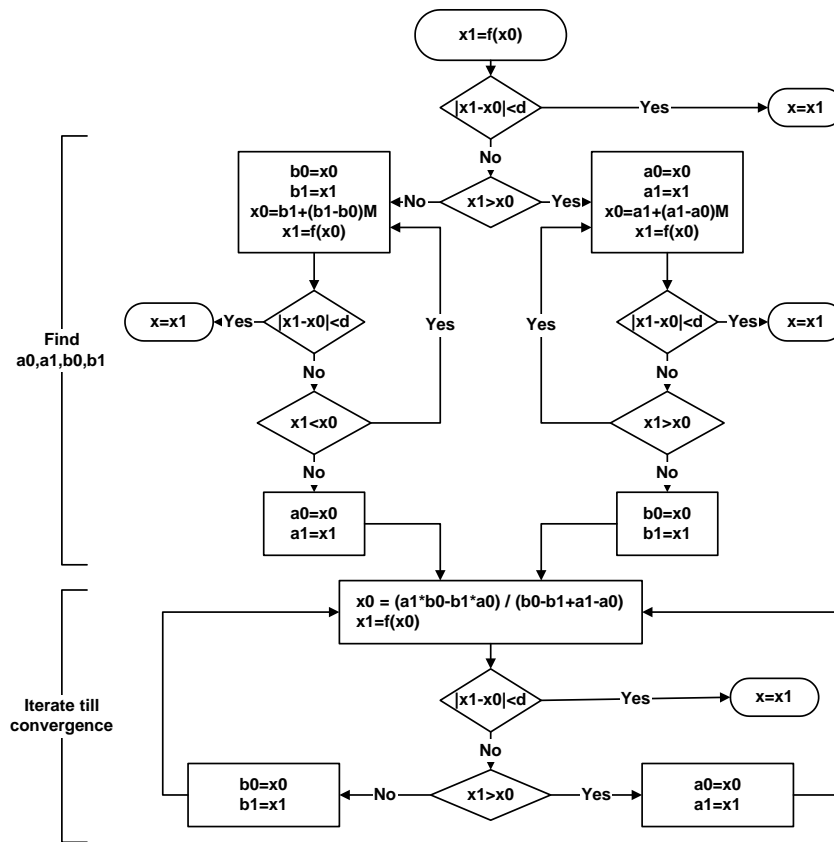 x1=f(x0)
|x1-x0|<d
Yes
x=x1
No
b0=x0
b1=x1
x0=b1+(b1-b0)M
x1=f(x0)
No
x1>x0
Yes
a0=x0
a1=x1
x0=a1+(a1-a0)M
x1=f(x0)
x=x1
Yes
|x1-x0|<d
Yes
Yes
|x1-x0|<d
Yes
x=x1
Find
a0,a1,b0,b1
No
No
x1<x0
x1>x0
No
No
a0=x0
a1=x1
b0=x0
b1=x1
x0 = (a1*b0-b1*a0) / (b0-b1+a1-a0)
x1=f(x0)
Iterate till
convergence
|x1-x0|<d
Yes
x=x1
No
b0=x0
b1=x1
No
x1>x0
Yes
a0=x0
a1=x1